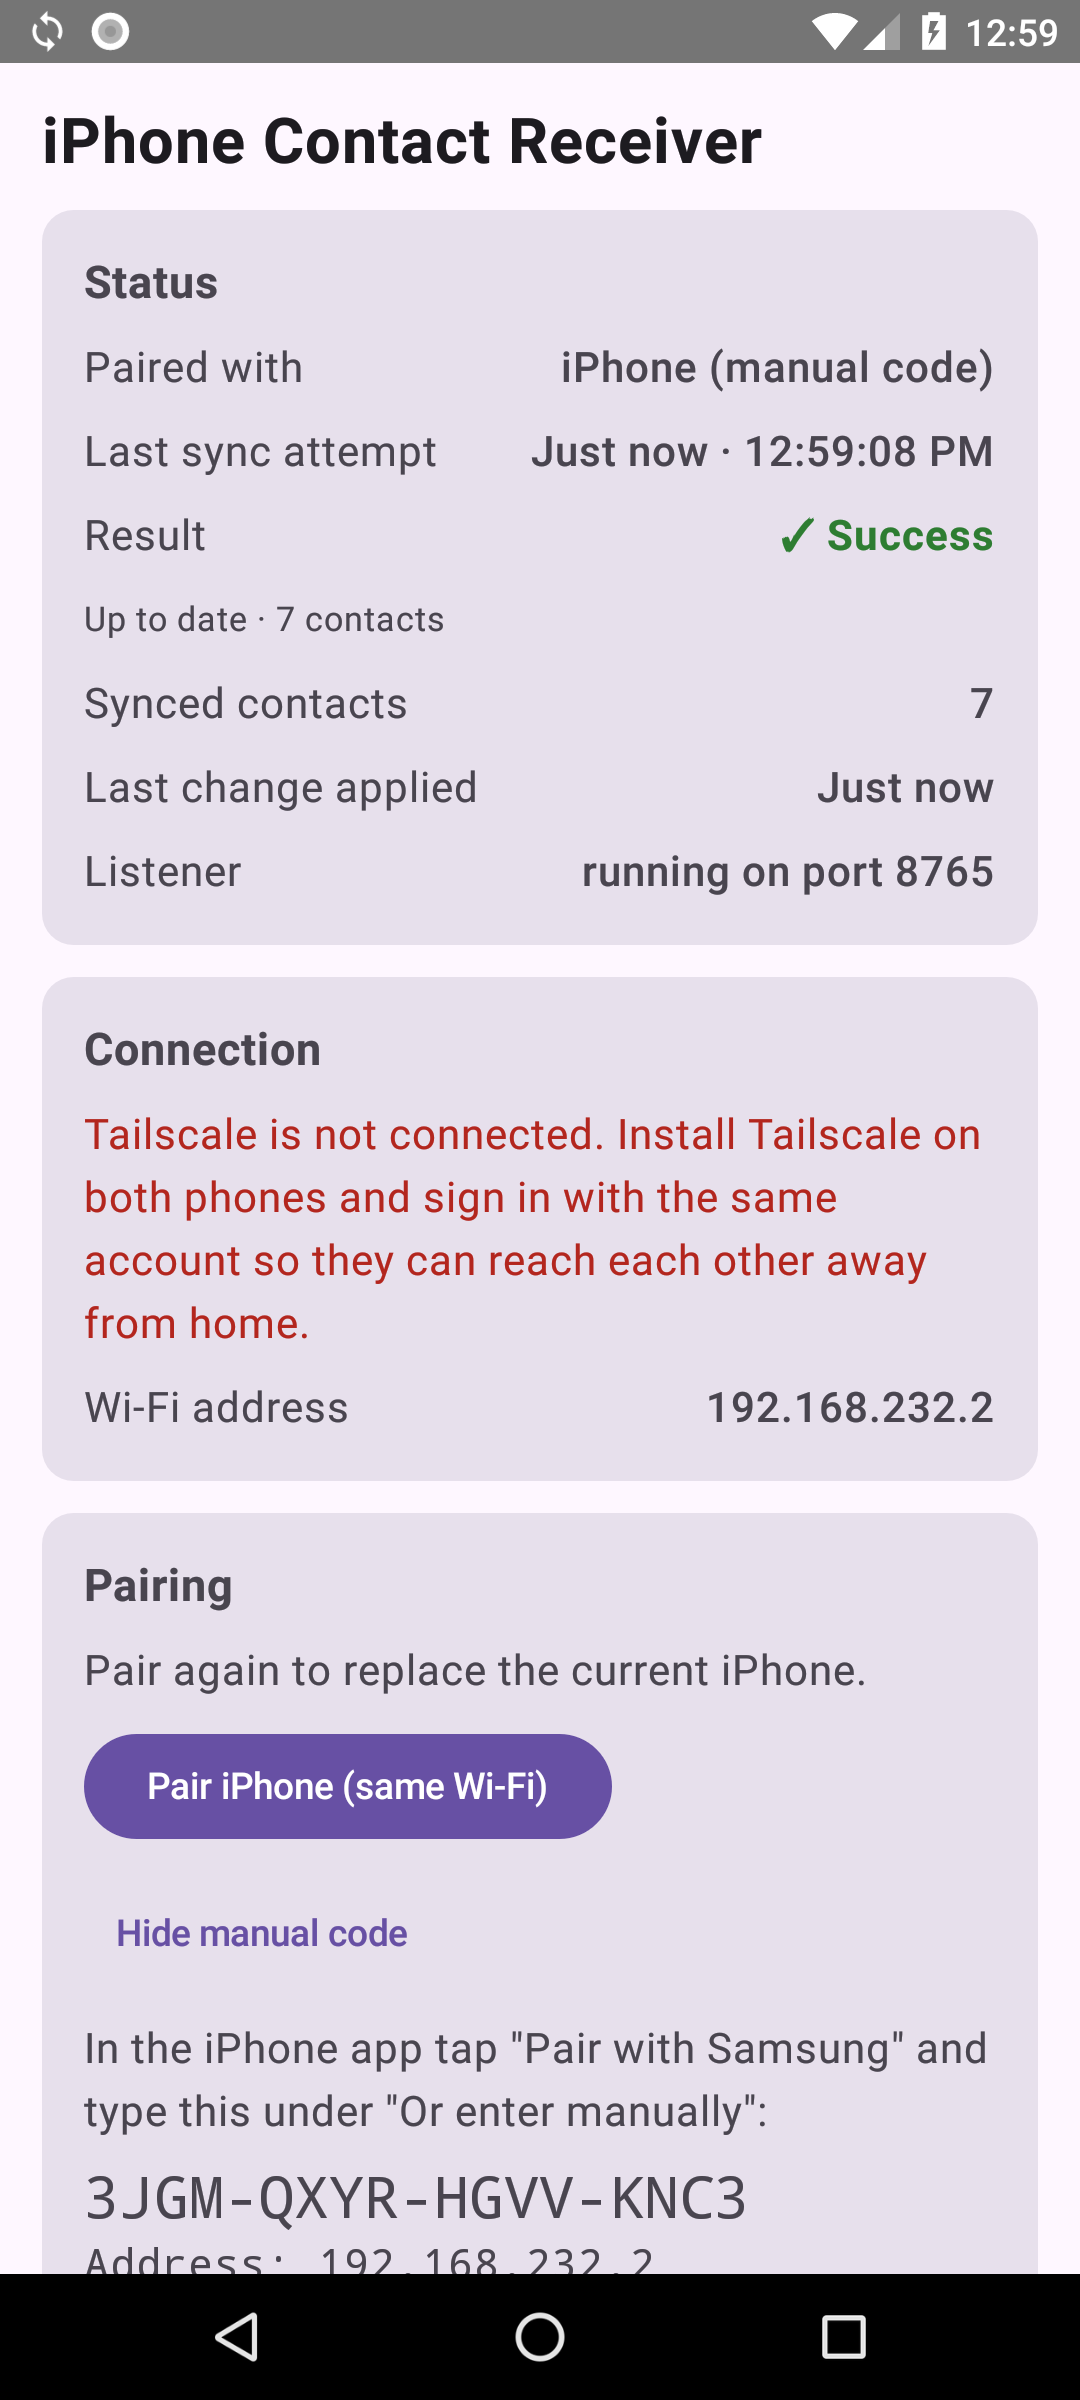 12:59
iPhone Contact Receiver
Status
Paired with iPhone (manual code)
Last sync attempt Just now · 12:59:08 PM
Result ✓ Success
Up to date · 7 contacts
Synced contacts 7
Last change applied Just now
Listener running on port 8765
Connection
Tailscale is not connected. Install Tailscale on
both phones and sign in with the same
account so they can reach each other away
from home.
Wi-Fi address 192.168.232.2
Pairing
Pair again to replace the current iPhone.
Pair iPhone (same Wi-Fi)
Hide manual code
In the iPhone app tap "Pair with Samsung" and
type this under "Or enter manually":
3JGM-QXYR-HGVV-KNC3
Address: 192.168.232.2